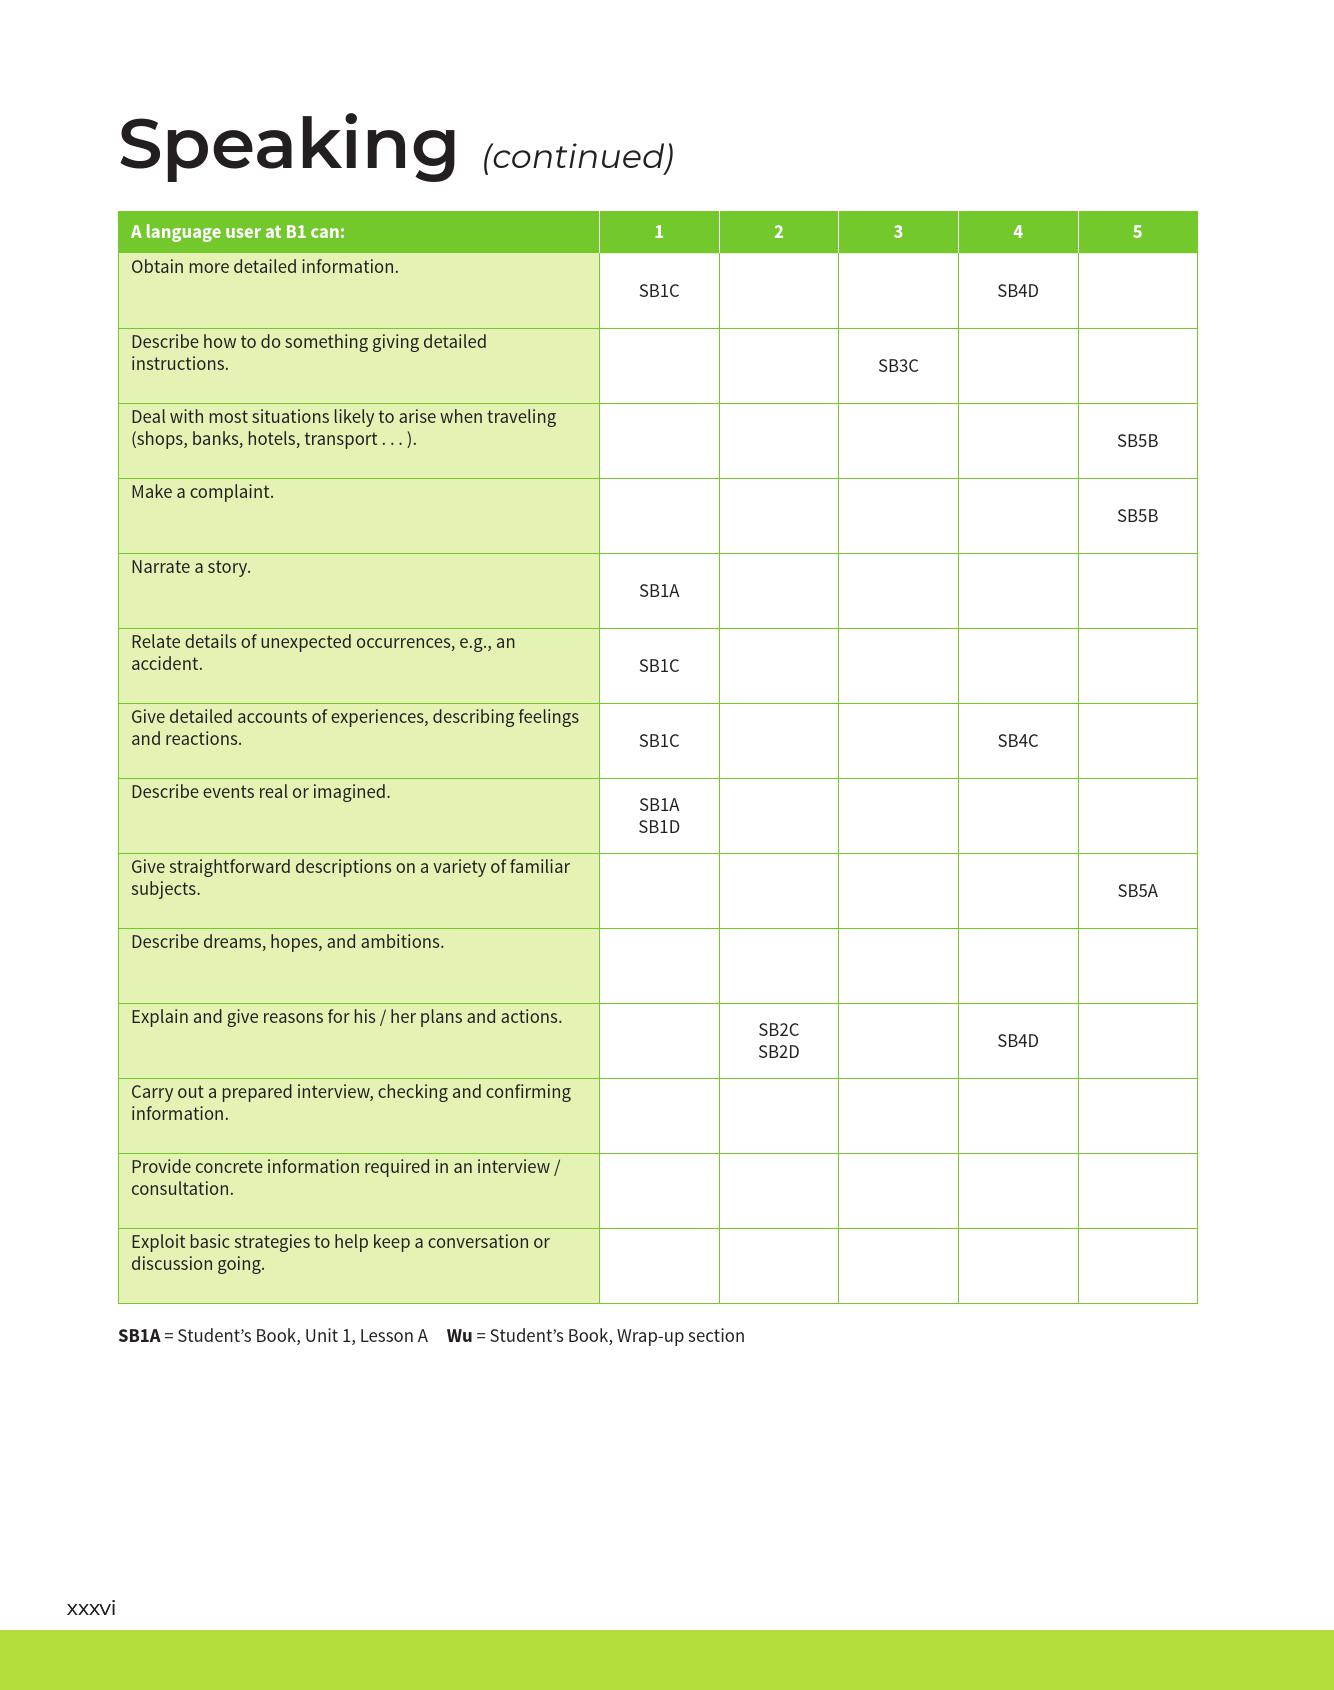 Speaking (continued)
A language user at B1 can: 1 2 3 4 5
Obtain more detailed information.
SB1C SB4D
Describe how to do something giving detailed
instructions.
SB3C
Deal with most situations likely to arise when traveling
(shops, banks, hotels, transport . . . ).
SB5B
Make a complaint.
SB5B
Narrate a story.
SB1A
Relate details of unexpected occurrences, e.g., an
accident.
SB1C
Give detailed accounts of experiences, describing feelings
and reactions.
SB1C SB4C
Describe events real or imagined.
SB1A
SB1D
Give straightforward descriptions on a variety of familiar
subjects.
SB5A
Describe dreams, hopes, and ambitions.
Explain and give reasons for his / her plans and actions.
SB2C
SB2D
SB4D
Carry out a prepared interview, checking and confirming
information.
Provide concrete information required in an interview /
consultation.
Exploit basic strategies to help keep a conversation or
discussion going.
SB1A = Student’s Book, Unit 1, Lesson A Wu = Student’s Book, Wrap-up section
xxxvi